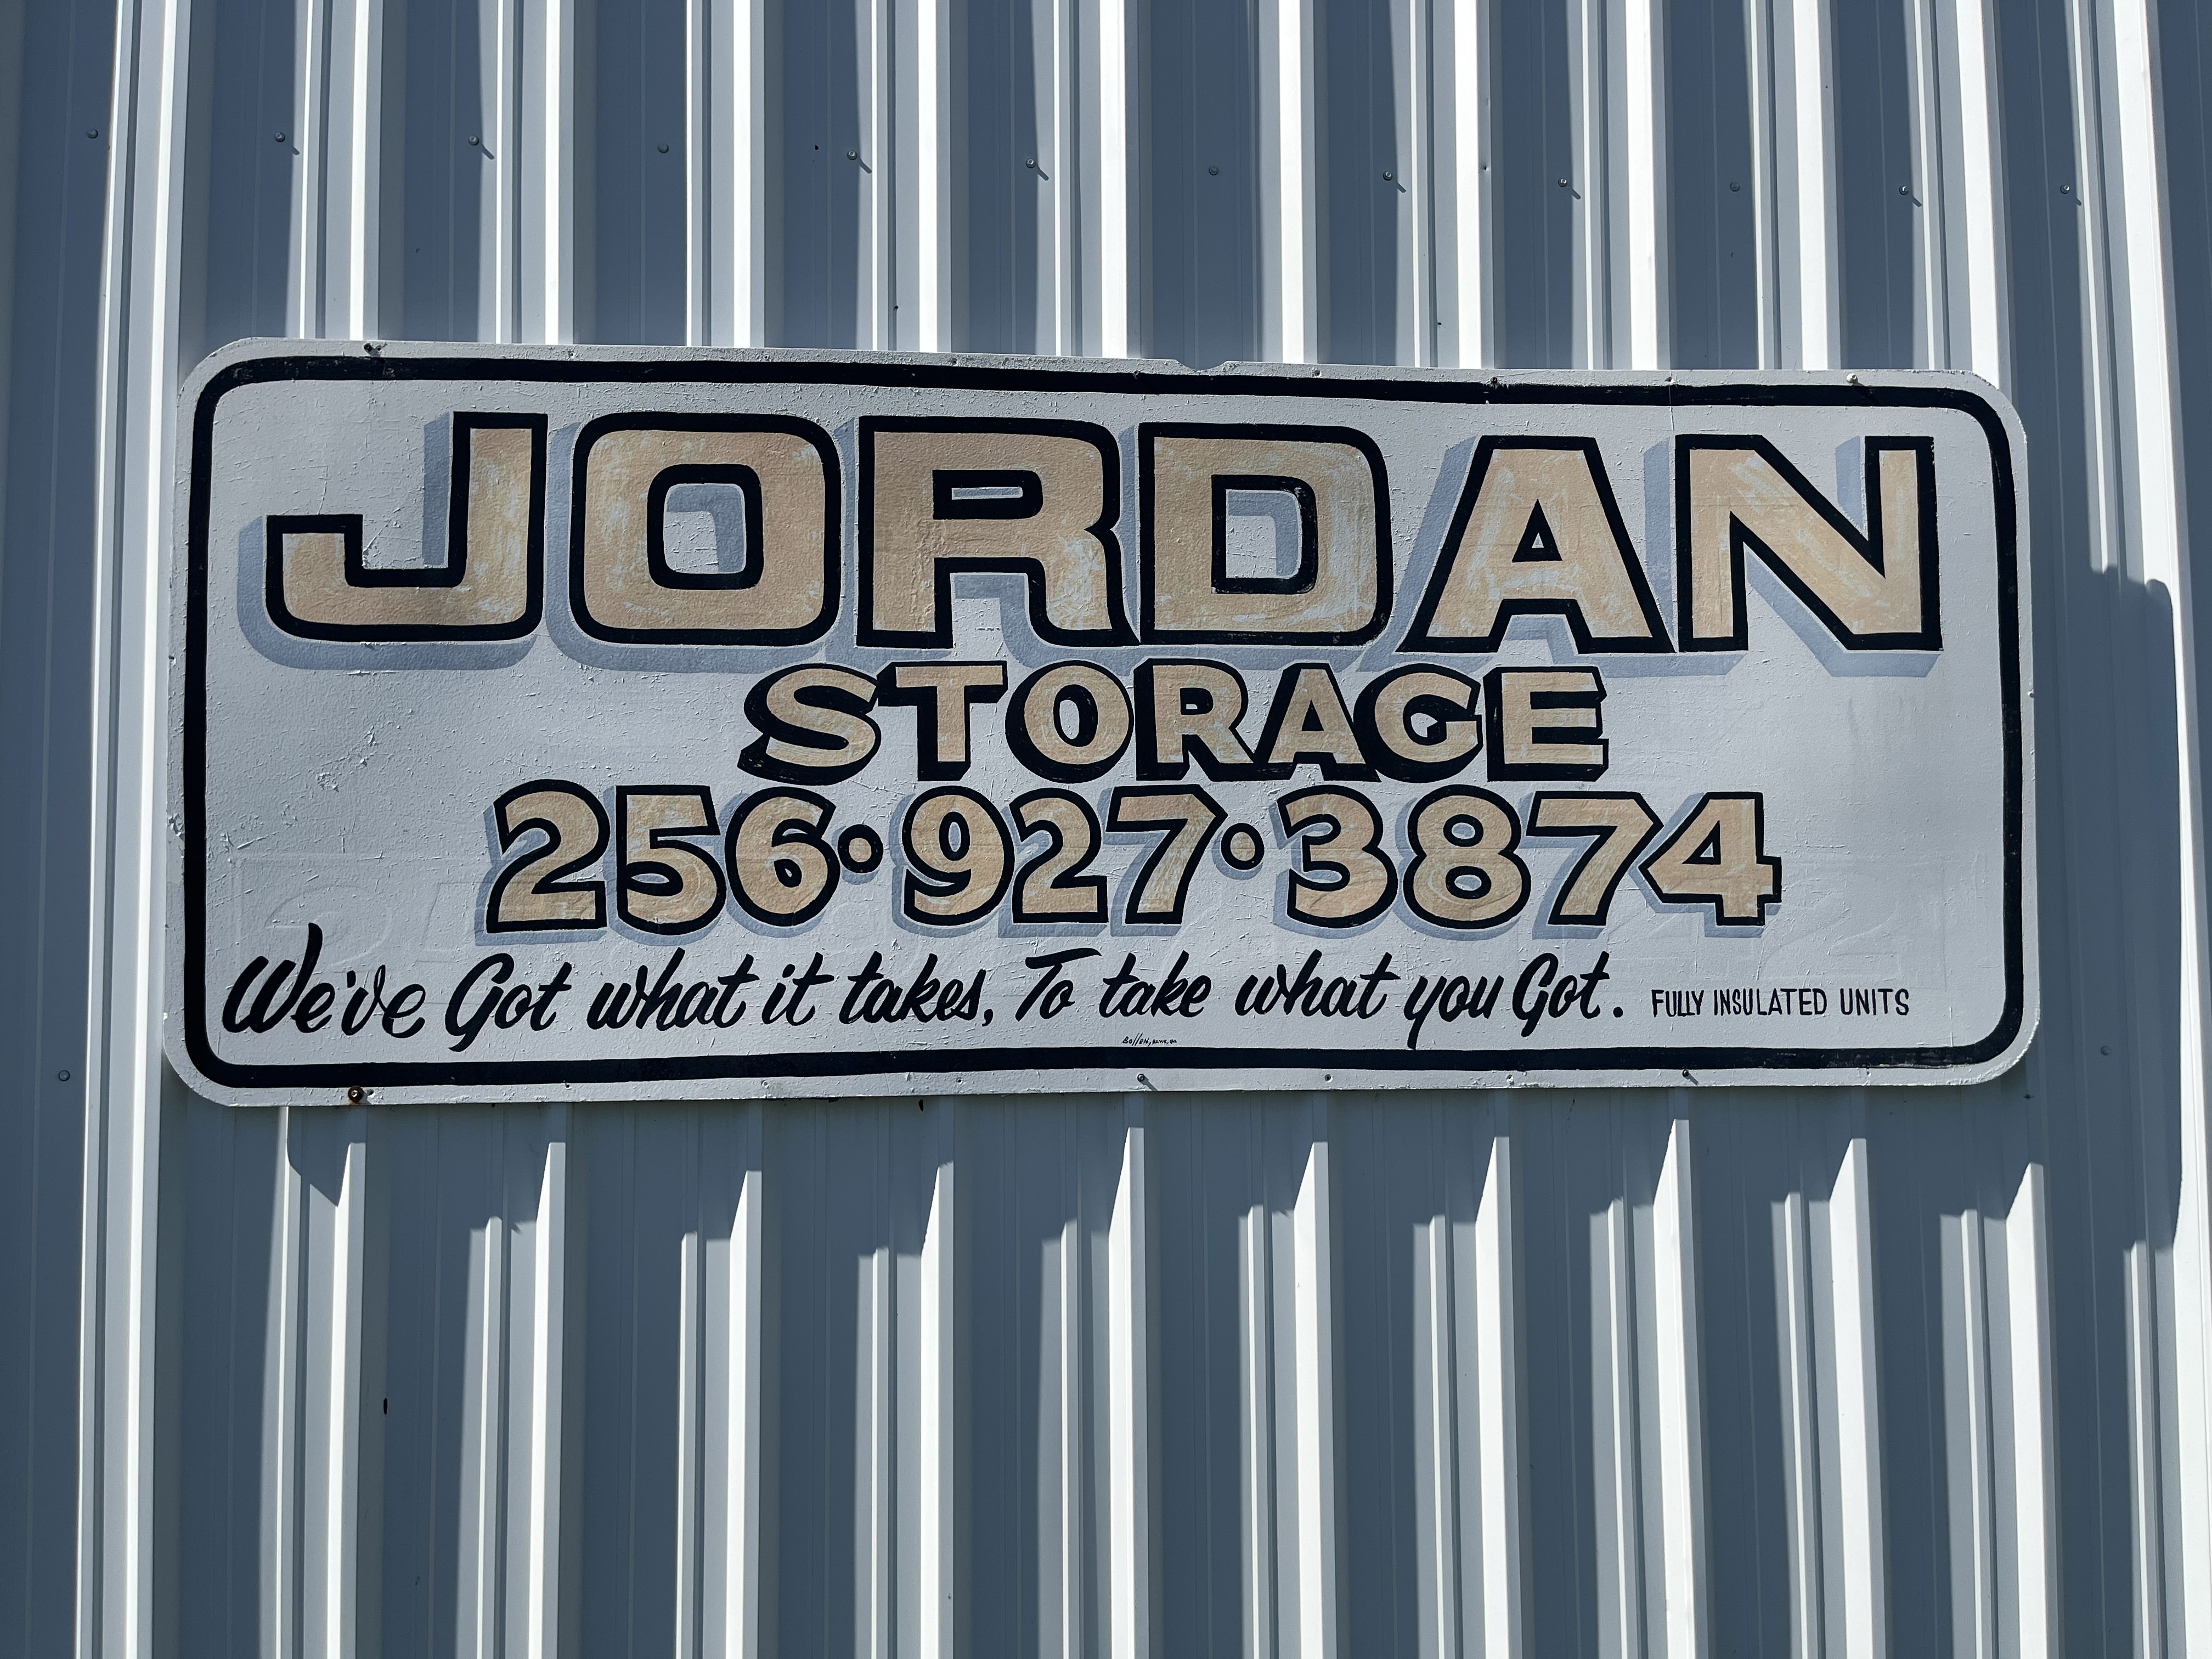 JORDAN
STORAGE
256•927•3874
We've Got what it takes, To take what you Got. FULLY INSULATED UNITS